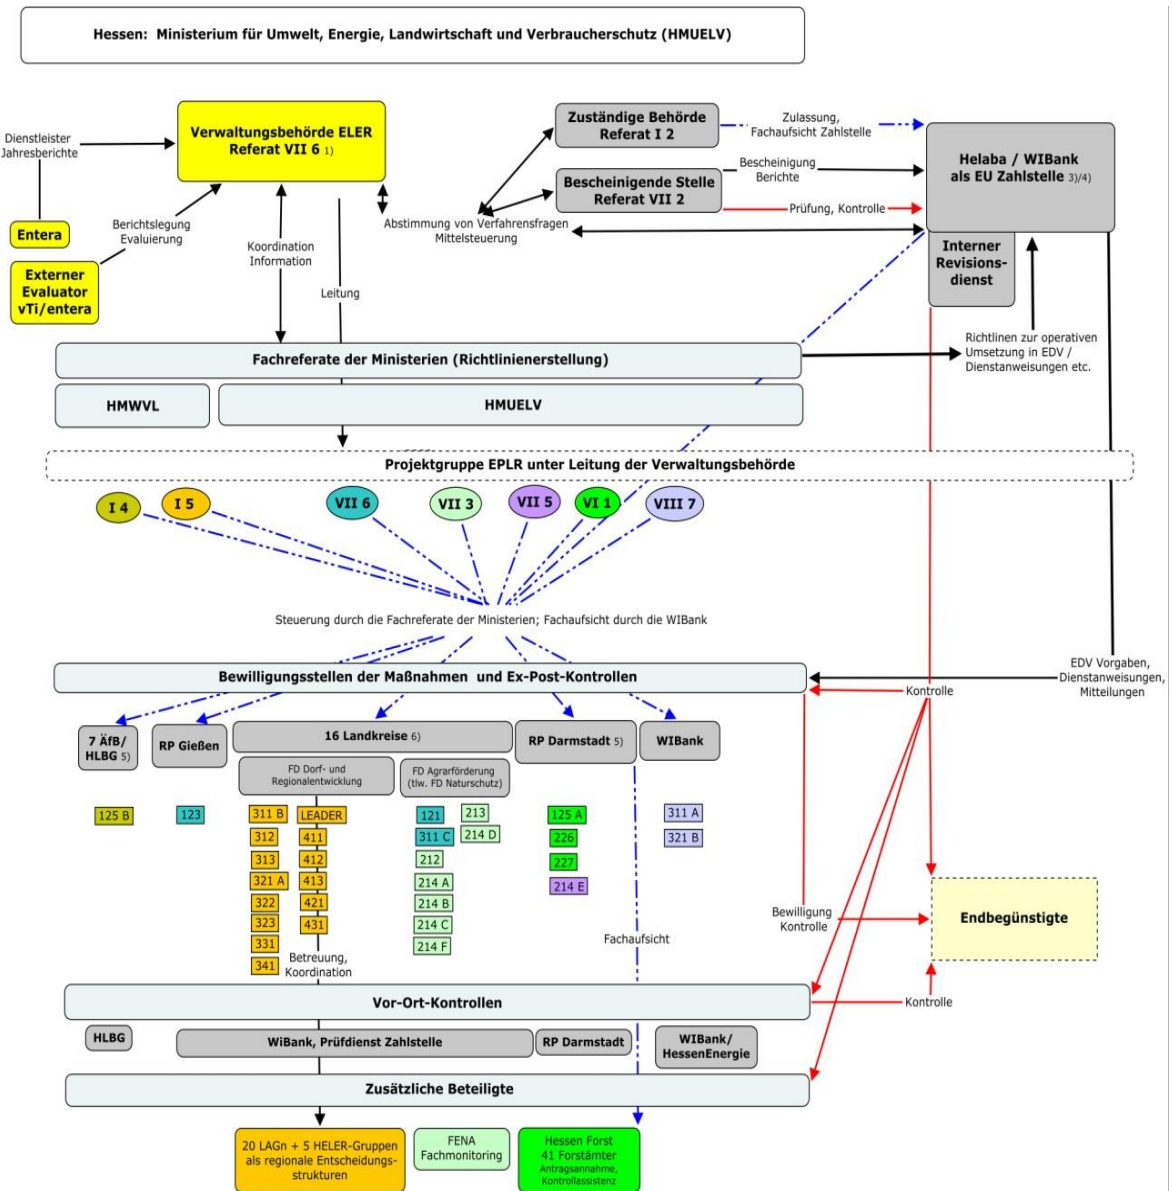 Hessen: Ministerium für Umwelt, Energie, Landwirtschaft und Verbraucherschutz (HMUELV)
Dienstleister
Jahresberichte
Verwaltungsbehörde ELER
Referat VII 6 1)
Zuständige Behörde
Referat I 2
Zulassung,
Fachaufsicht Zahlstelle
Helaba / WIBank
als EU Zahlstelle 3)/4)
Bescheinigende Stelle
Referat VII 2
Bescheinigung
Berichte
Prüfung, Kontrolle
Entera
Berichtslegung
Evaluierung
Externer
Evaluator
vTi/entera
Koordination
Information
Leitung
Abstimmung von Verfahrensfragen
Mittelsteuerung
Interner
Revisions-
dienst
Fachreferate der Ministerien (Richtlinienerstellung)
Richtlinen zur operativen
Umsetzung in EDV /
Dienstanweisungen etc.
HMWVL
HMUELV
Projektgruppe EPLR unter Leitung der Verwaltungsbehörde
I 4
I 5
VII 6
VII 3
VII 5
VI 1
VIII 7
Steuerung durch die Fachreferate der Ministerien; Fachaufsicht durch die WIBank
Bewilligungsstellen der Maßnahmen und Ex-Post-Kontrollen
EDV Vorgaben,
Dienstanweisungen,
Mitteilungen
Kontrolle
7 ÄfB/
HLBG 5)
RP Gießen
16 Landkreise 6)
RP Darmstadt 5)
WIBank
FD Dorf- und
Regionalentwicklung
FD Agrarförderung
(tlw. FD Naturschutz)
125 B
123
311 B
312
313
321 A
322
323
331
341
LEADER
411
412
413
421
431
121
311 C
212
214 A
214 B
214 C
214 F
213
214 D
125 A
226
227
214 E
311 A
321 B
Betreuung,
Koordination
Fachaufsicht
Bewilligung
Kontrolle
Endbegünstigte
Vor-Ort-Kontrollen
Kontrolle
HLBG
WiBank, Prüfdienst Zahlstelle
RP Darmstadt
WIBank/
HessenEnergie
Zusätzliche Beteiligte
20 LAGn + 5 HELER-Gruppen
als regionale Entscheidungs-
strukturen
FENA
Fachmonitoring
Hessen Forst
41 Forstämter
Antragsannahme,
Kontrollassistenz